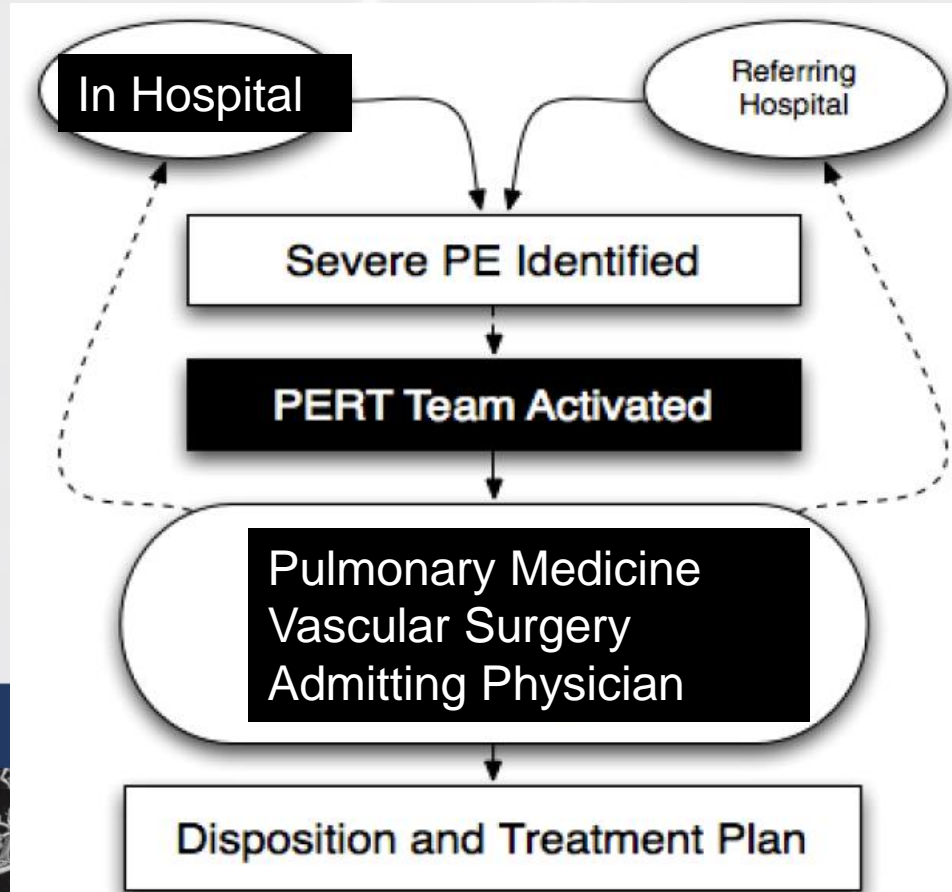 In Hospital
Referring
Hospital
Severe PE Identified
PERT Team Activated
Pulmonary Medicine
Vascular Surgery
Admitting Physician
Disposition and Treatment Plan